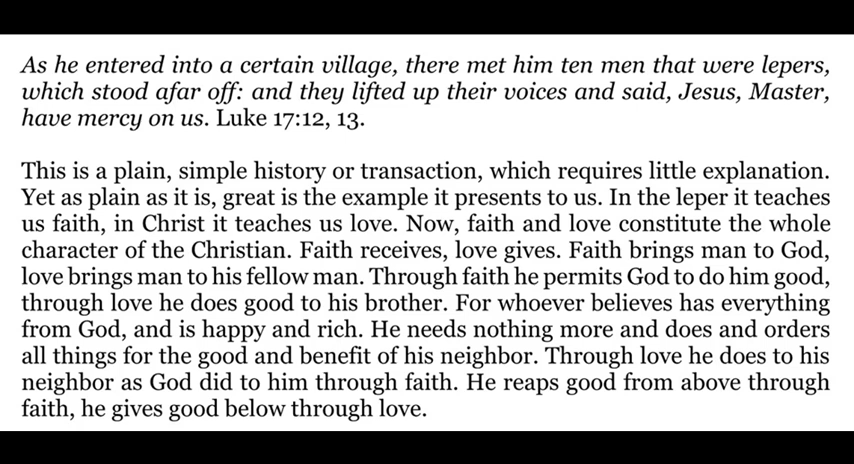 As he entered into a certain village, there met him ten men that were lepers,
which stood afar off: and they lifted up their voices and said, Jesus, Master,
have mercy on us. Luke 17:12, 13.
This is a plain, simple history or transaction, which requires little explanation.
Yet as plain as it is, great is the example it presents to us. In the leper it teaches
us faith, in Christ it teaches us love. Now, faith and love constitute the whole
character of the Christian. Faith receives, love gives. Faith brings man to God,
love brings man to his fellow man. Through faith he permits God to do him good,
through love he does good to his brother. For whoever believes has everything
from God, and is happy and rich. He needs nothing more and does and orders
all things for the good and benefit of his neighbor. Through love he does to his
neighbor as God did to him through faith. He reaps good from above through
faith, he gives good below through love.